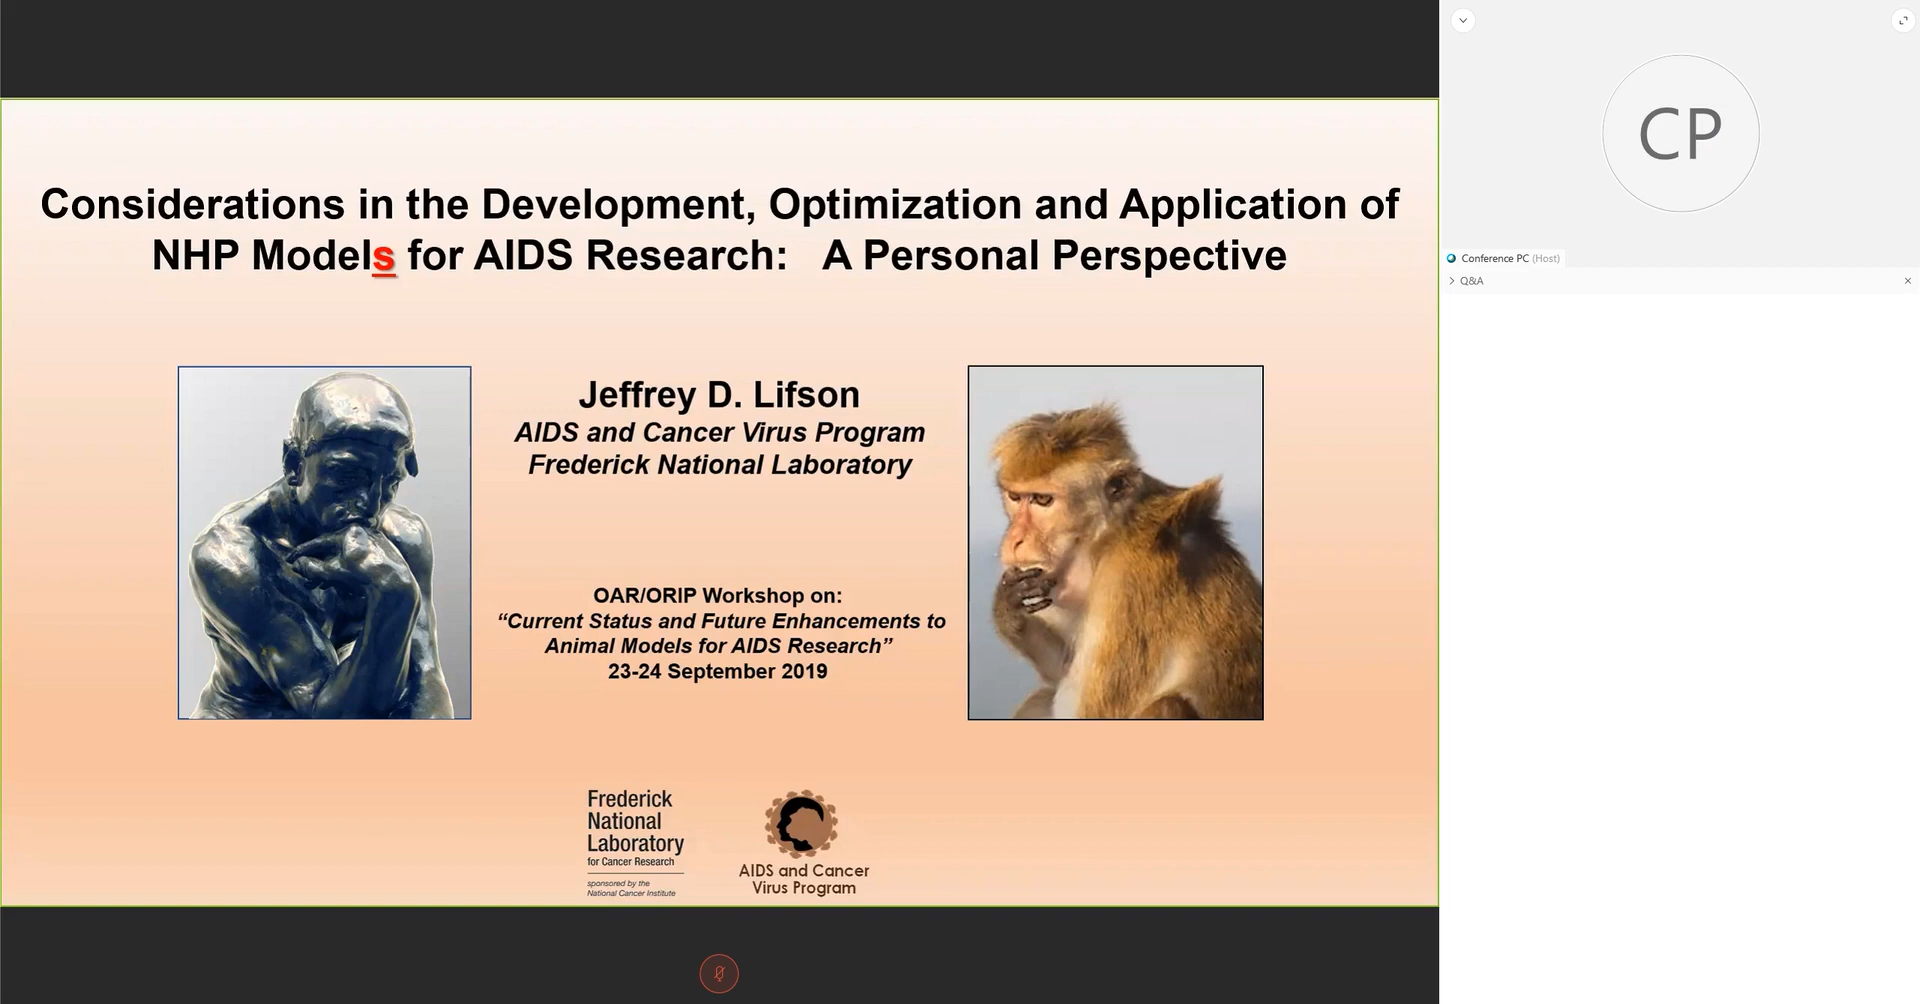 Considerations in the Development, Optimization and Application of
NHP Models for AIDS Research:   A Personal Perspective
Jeffrey D. Lifson
AIDS and Cancer Virus Program
Frederick National Laboratory
OAR/ORIP Workshop on:
“Current Status and Future Enhancements to
Animal Models for AIDS Research”
23-24 September 2019
Frederick
National
Laboratory
for Cancer Research
sponsored by the
National Cancer Institute
AIDS and Cancer
Virus Program
CP
Conference PC (Host)
Q&A